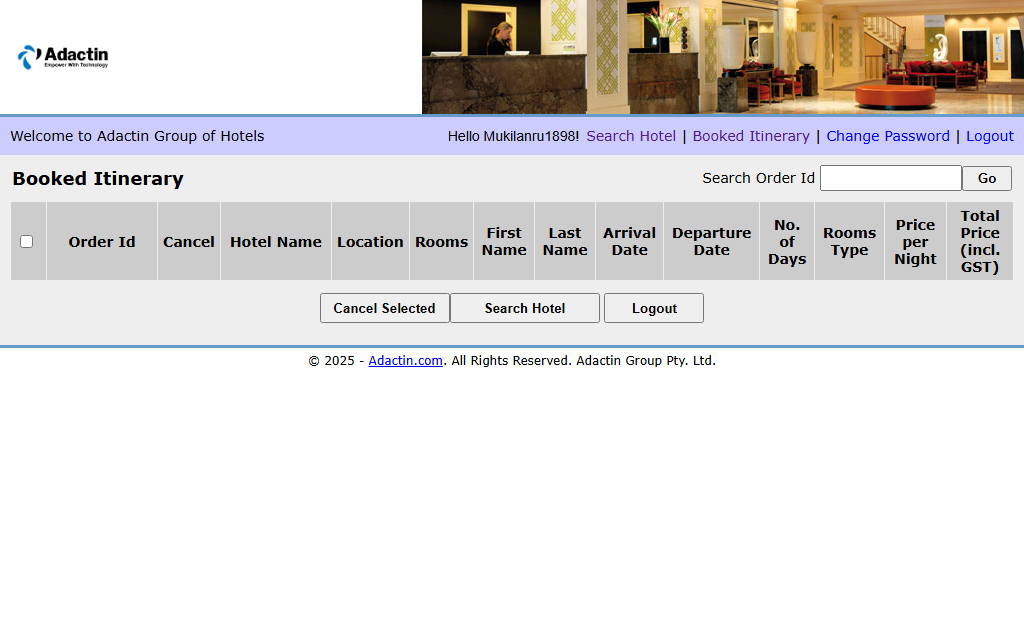 Adactin
Empower With Technology
Welcome to Adactin Group of Hotels
Hello Mukilanru1898! Search Hotel | Booked Itinerary | Change Password | Logout
Booked Itinerary
Search Order Id
Go
Order Id
Cancel
Hotel Name
Location
Rooms
First
Name
Last
Name
Arrival
Date
Departure
Date
No.
of
Days
Rooms
Type
Price
per
Night
Total
Price
(incl.
GST)
Cancel Selected
Search Hotel
Logout
© 2025 - Adactin.com. All Rights Reserved. Adactin Group Pty. Ltd.